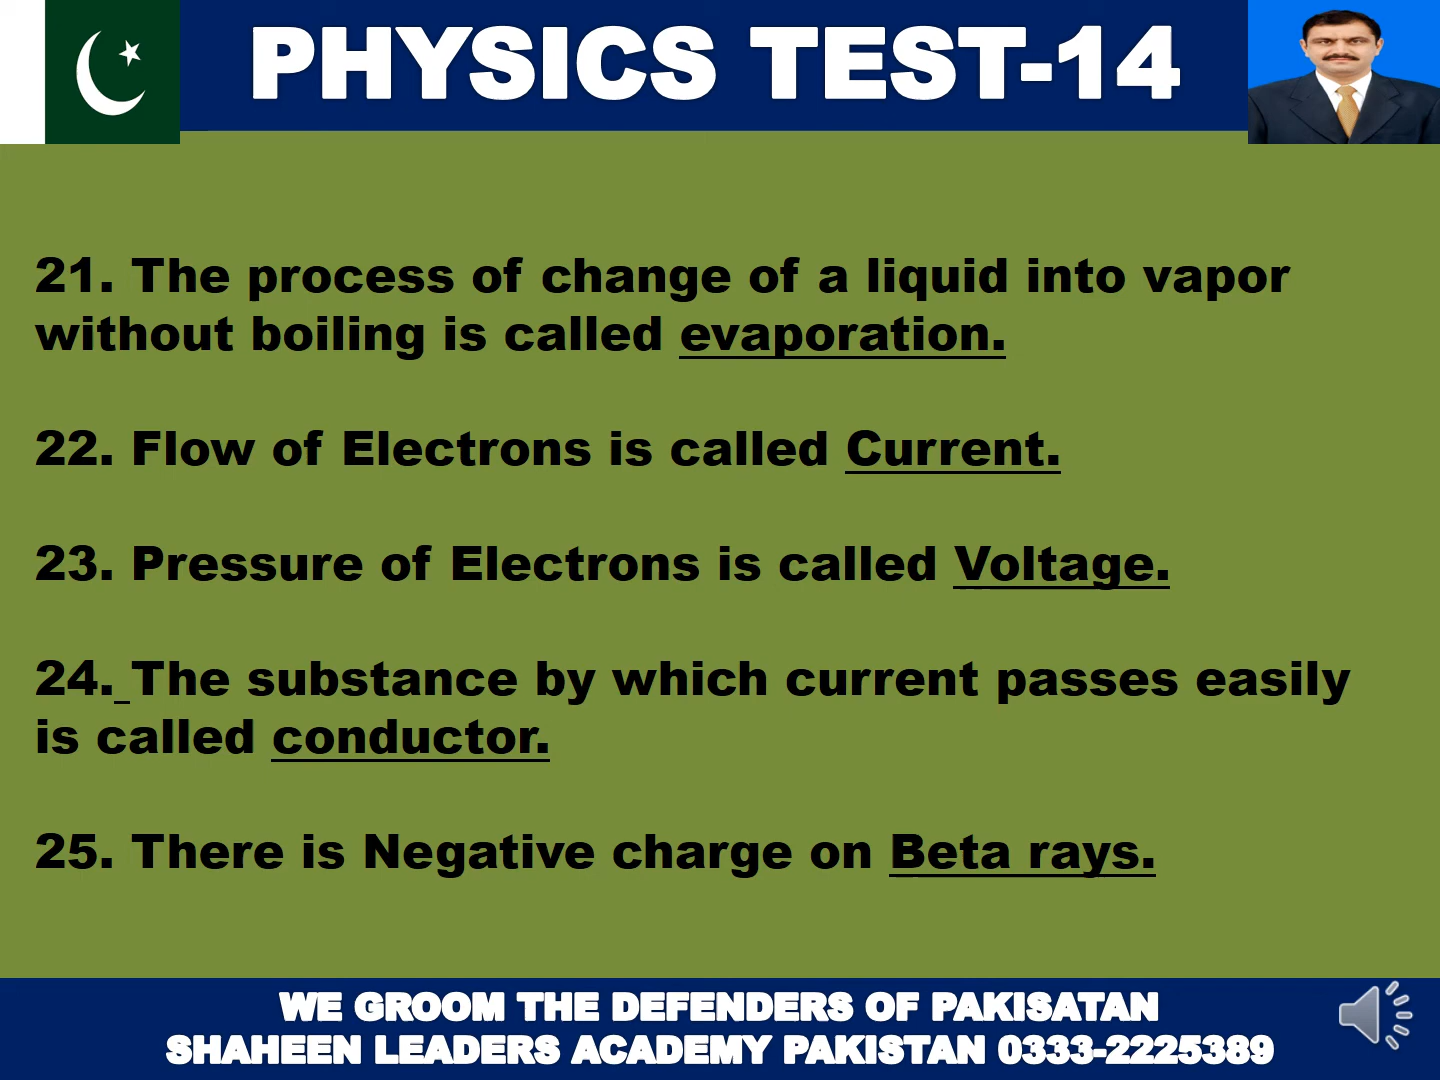 PHYSICS TEST-14
21. The process of change of a liquid into vapor
without boiling is called evaporation.
22. Flow of Electrons is called Current.
23. Pressure of Electrons is called Voltage.
24. The substance by which current passes easily
is called conductor.
25. There is Negative charge on Beta rays.
WE GROOM THE DEFENDERS OF PAKISATAN
SHAHEEN LEADERS ACADEMY PAKISTAN 0333-2225389